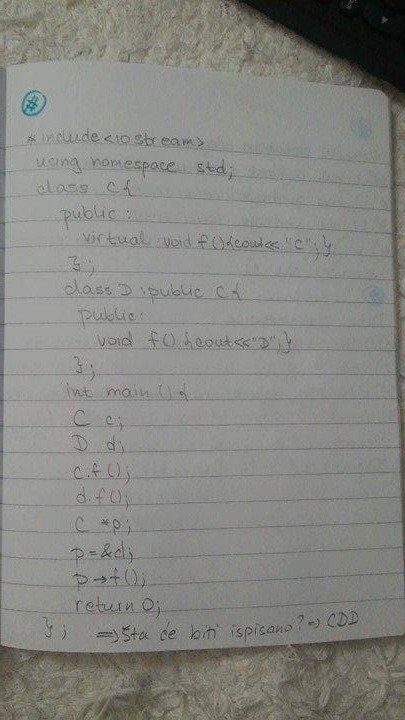 #
* include <iostream>
using namespace std;
class C{
public:
virtual void f(){cout<< "C";}
};
class D:public C{
public:
void f() {cout<<"D";}
};
int main () {
C c;
D d;
c.f();
d.f();
C *p;
p=&d;
p→f();
return 0;
}; => Šta će biti ispisano? => CDD